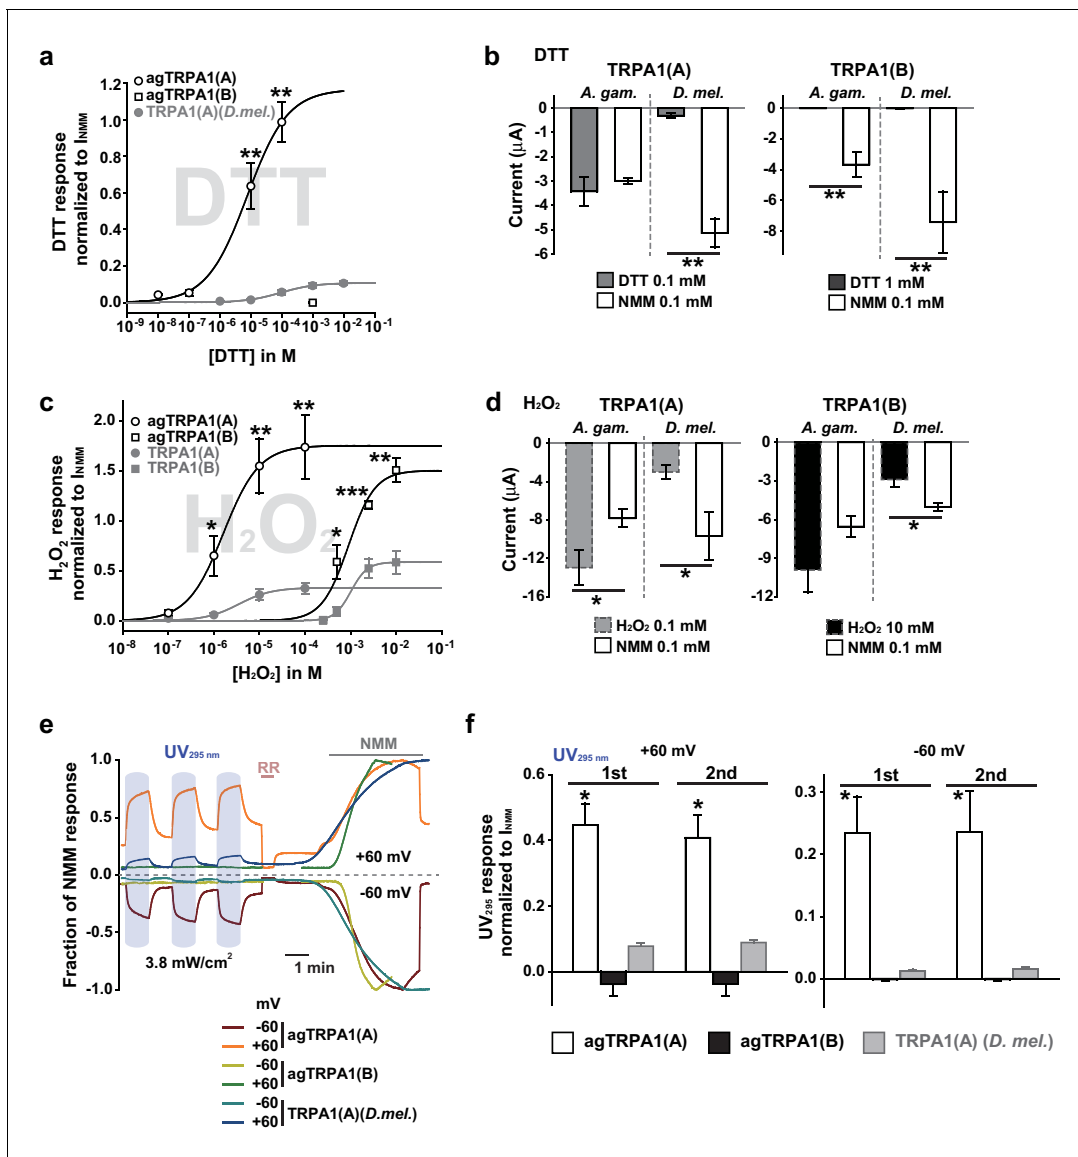 a
agTRPA1(A)
agTRPA1(B)
TRPA1(A)(D.mel.)
DTT
DTT response
normalized to INMM
1.2
1.0
0.8
0.6
0.4
0.2
0.0
** **
10-9 10-8 10-7 10-6 10-5 10-4 10-3 10-2 10-1
[DTT] in M
b DTT
TRPA1(A) TRPA1(B)
A. gam. D. mel. A. gam. D. mel.
Current (µA)
0
-1
-2
-3
-4
-5
-6
**
0
-2
-4
-6
-8
** **
DTT 0.1 mM
NMM 0.1 mM
DTT 1 mM
NMM 0.1 mM
c
agTRPA1(A)
agTRPA1(B)
TRPA1(A)
TRPA1(B)
H2O2
H2O2 response
normalized to INMM
2.0
1.5
1.0
0.5
0.0
* ** ** * *** **
10-8 10-7 10-6 10-5 10-4 10-3 10-2 10-1
[H2O2] in M
d H2O2
TRPA1(A) TRPA1(B)
A. gam. D. mel. A. gam. D. mel.
Current (µA)
0
-4
-8
-12
-16
* *
0
-3
-6
-9
-12
*
H2O2 0.1 mM
NMM 0.1 mM
H2O2 10 mM
NMM 0.1 mM
e
UV295 nm
RR
NMM
Fraction of NMM response
1.0
0.5
0.0
-0.5
-1.0
+60 mV
-60 mV
3.8 mW/cm2
1 min
mV
-60
+60
agTRPA1(A)
-60
+60
agTRPA1(B)
-60
+60
TRPA1(A)(D.mel.)
f
UV295 nm
+60 mV -60 mV
1st 2nd 1st 2nd
UV295 response
normalized to INMM
0.6
0.4
0.2
0.0
* *
0.3
0.2
0.1
0.0
* *
agTRPA1(A) agTRPA1(B) TRPA1(A) (D. mel.)